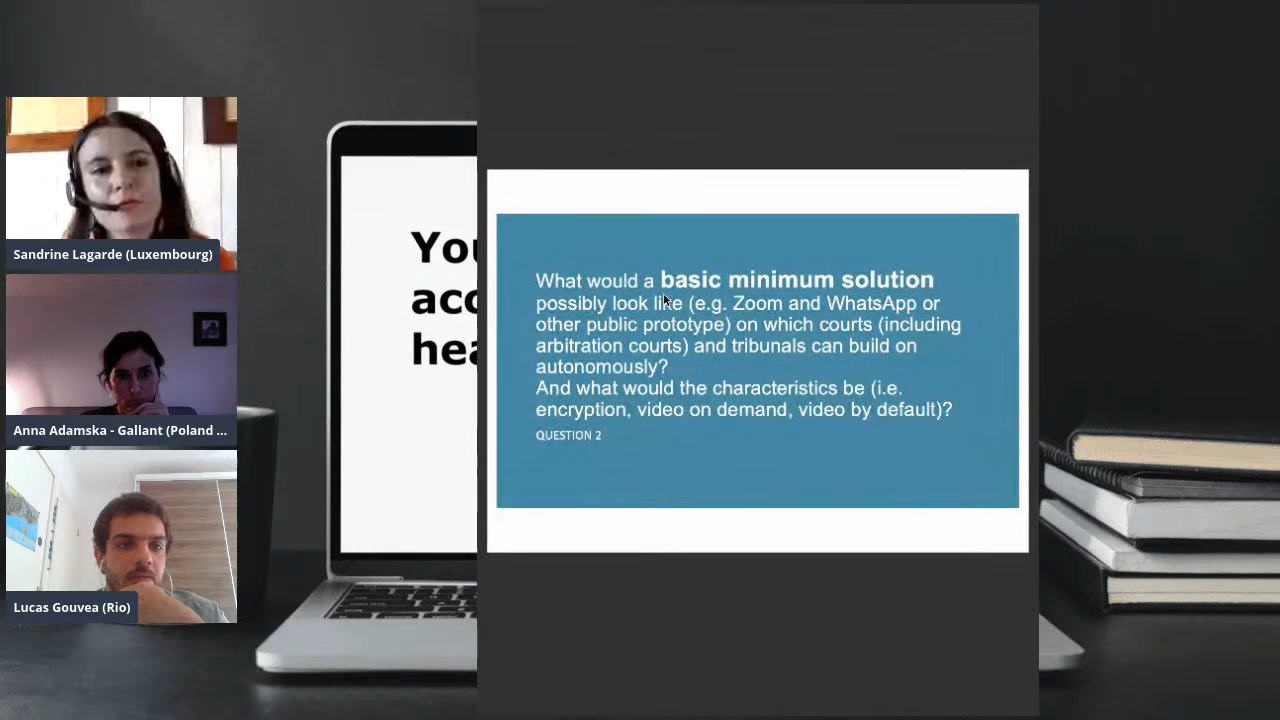 Sandrine Lagarde (Luxembourg)
Anna Adamska - Gallant (Poland ...
Lucas Gouvea (Rio)
You
acc
hea
What would a basic minimum solution
possibly look like (e.g. Zoom and WhatsApp or
other public prototype) on which courts (including
arbitration courts) and tribunals can build on
autonomously?
And what would the characteristics be (i.e.
encryption, video on demand, video by default)?
QUESTION 2